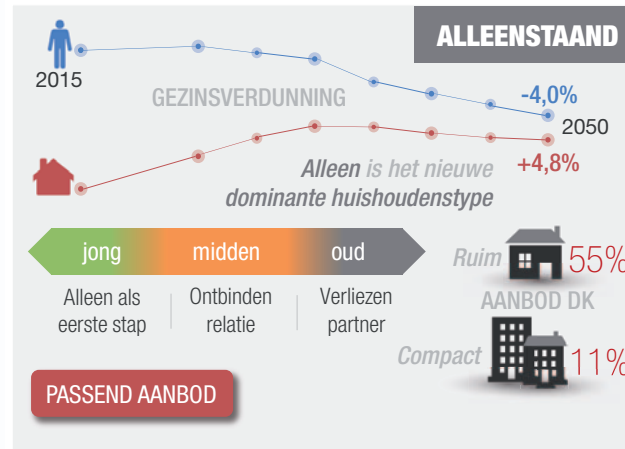 ALLEENSTAAND
2015
GEZINSVERDUNNING
-4,0%
2050
+4,8%
Alleen is het nieuwe
dominante huishoudenstype
jong
midden
oud
Alleen als
eerste stap
Ontbinden
relatie
Verliezen
partner
Ruim
55%
AANBOD DK
Compact
11%
PASSEND AANBOD